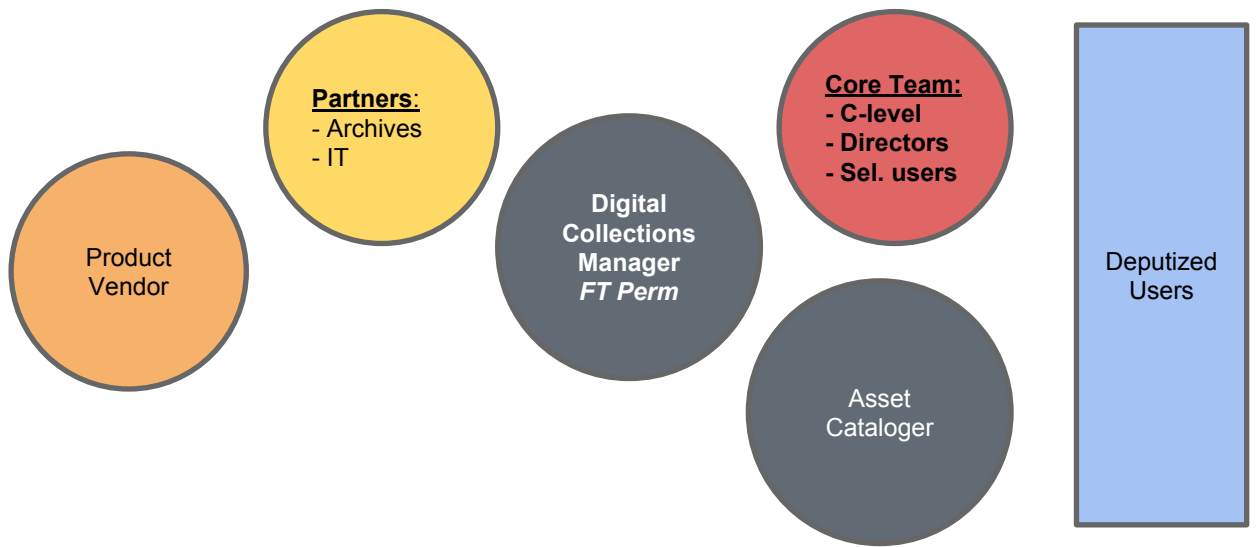 Product
Vendor
Partners:
- Archives
- IT
Digital
Collections
Manager
FT Perm
Core Team:
- C-level
- Directors
- Sel. users
Asset
Cataloger
Deputized
Users